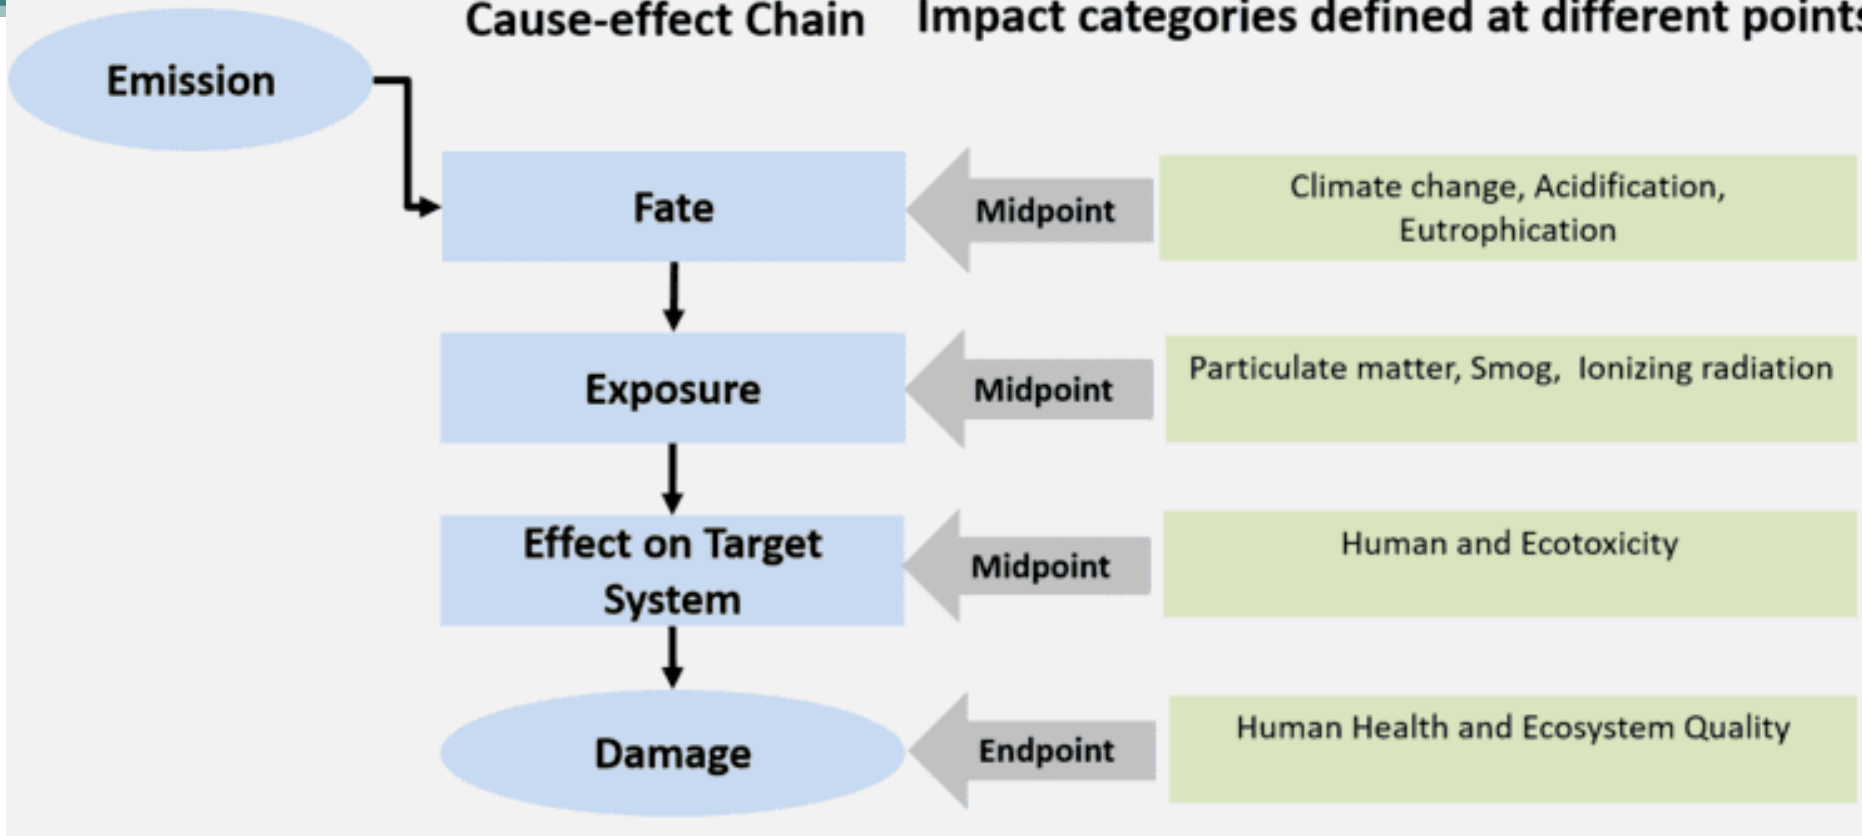 Cause-effect Chain
Impact categories defined at different points
Emission
Fate
Midpoint
Climate change, Acidification,
Eutrophication
Exposure
Midpoint
Particulate matter, Smog, Ionizing radiation
Effect on Target
System
Midpoint
Human and Ecotoxicity
Damage
Endpoint
Human Health and Ecosystem Quality